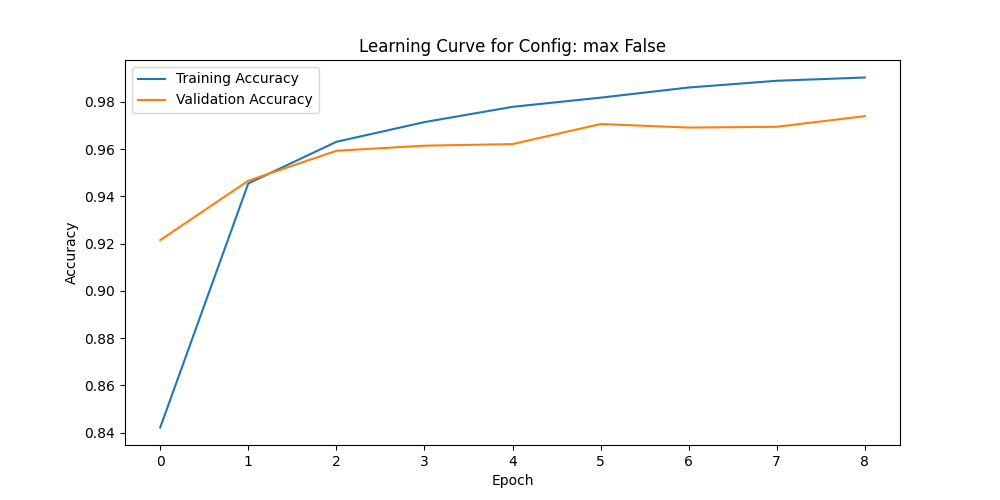 Learning Curve for Config: max False
Training Accuracy
Validation Accuracy
Accuracy
0.98
0.96
0.94
0.92
0.90
0.88
0.86
0.84
0 1 2 3 4 5 6 7 8
Epoch